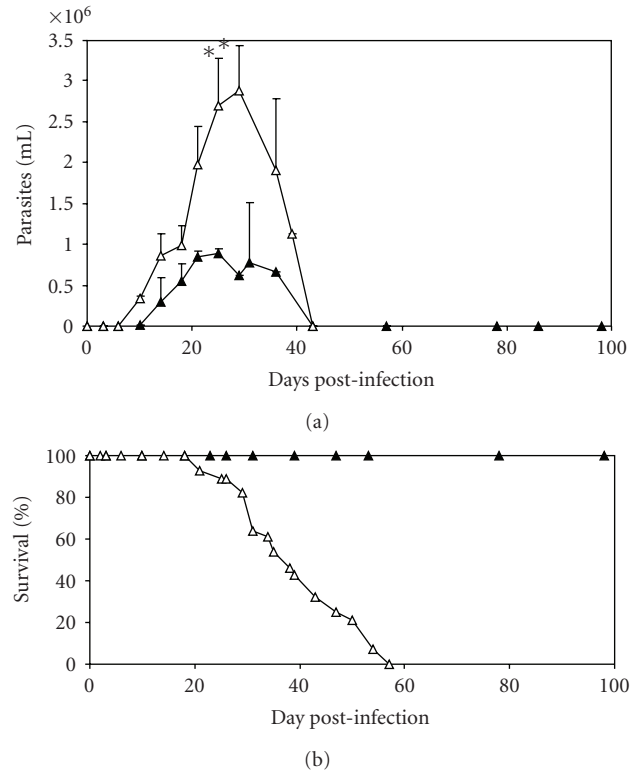 ×10⁶
3.5
3
2.5
2
1.5
1
0.5
0
* *
Parasites (mL)
0 20 40 60 80 100
Days post-infection
(a)
100
80
60
40
20
0
Survival (%)
0 20 40 60 80 100
Day post-infection
(b)